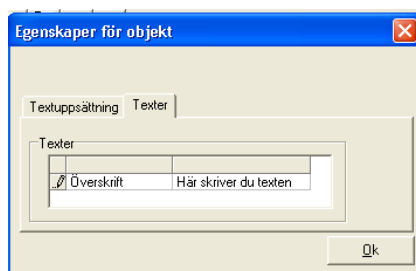 Egenskaper för objekt
Textuppsättning Texter
Texter
Överskrift Här skriver du texten
Ok